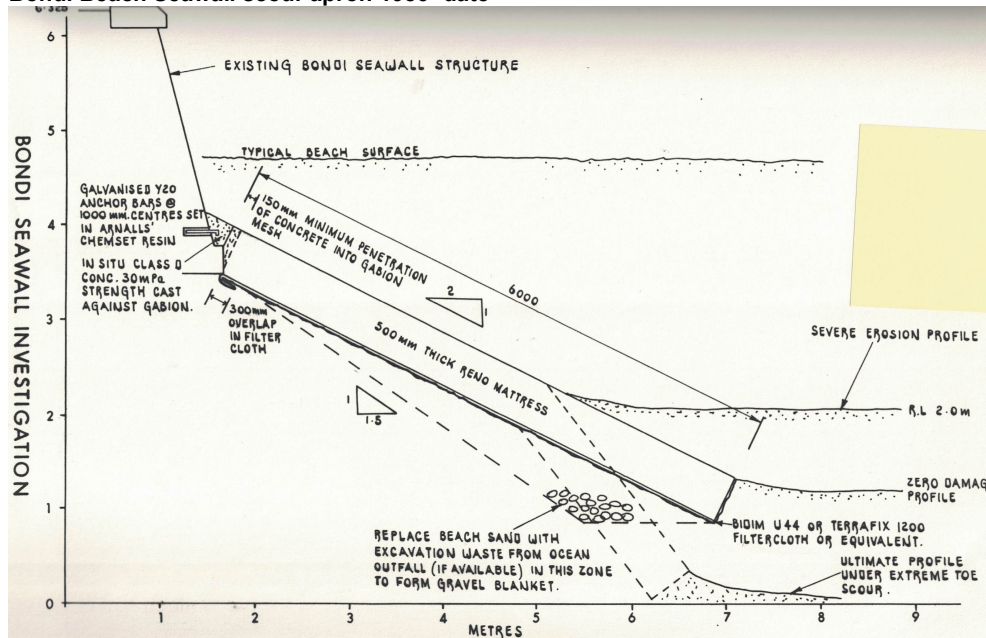 Bondi Beach Seawall scour apron
6
5
4
3
2
1
0
BONDI SEAWALL INVESTIGATION
EXISTING BONDI SEAWALL STRUCTURE
TYPICAL BEACH SURFACE
GALVANISED Y20
ANCHOR BARS @
1000 MM. CENTRES SET
IN ARNALLS'
CHEMSET RESIN
IN SITU CLASS D
CONC. 30MPa
STRENGTH CAST
AGAINST GABION.
150MM MINIMUM PENETRATION
OF CONCRETE INTO GABION
MESH
6000
2
1
300MM
OVERLAP
IN FILTER
CLOTH
500MM THICK RENO MATTRESS
1
1.5
SEVERE EROSION PROFILE
R.L 2.0m
ZERO DAMAG
PROFILE
REPLACE BEACH SAND WITH
EXCAVATION WASTE FROM OCEAN
OUTFALL (IF AVAILABLE) IN THIS ZONE
TO FORM GRAVEL BLANKET.
BIDIM U44 OR TERRAFIX 1200
FILTERCLOTH OR EQUIVALENT.
ULTIMATE PROFILE
UNDER EXTREME TOE
SCOUR.
1 2 3 4 5 6 7 8 9
METRES